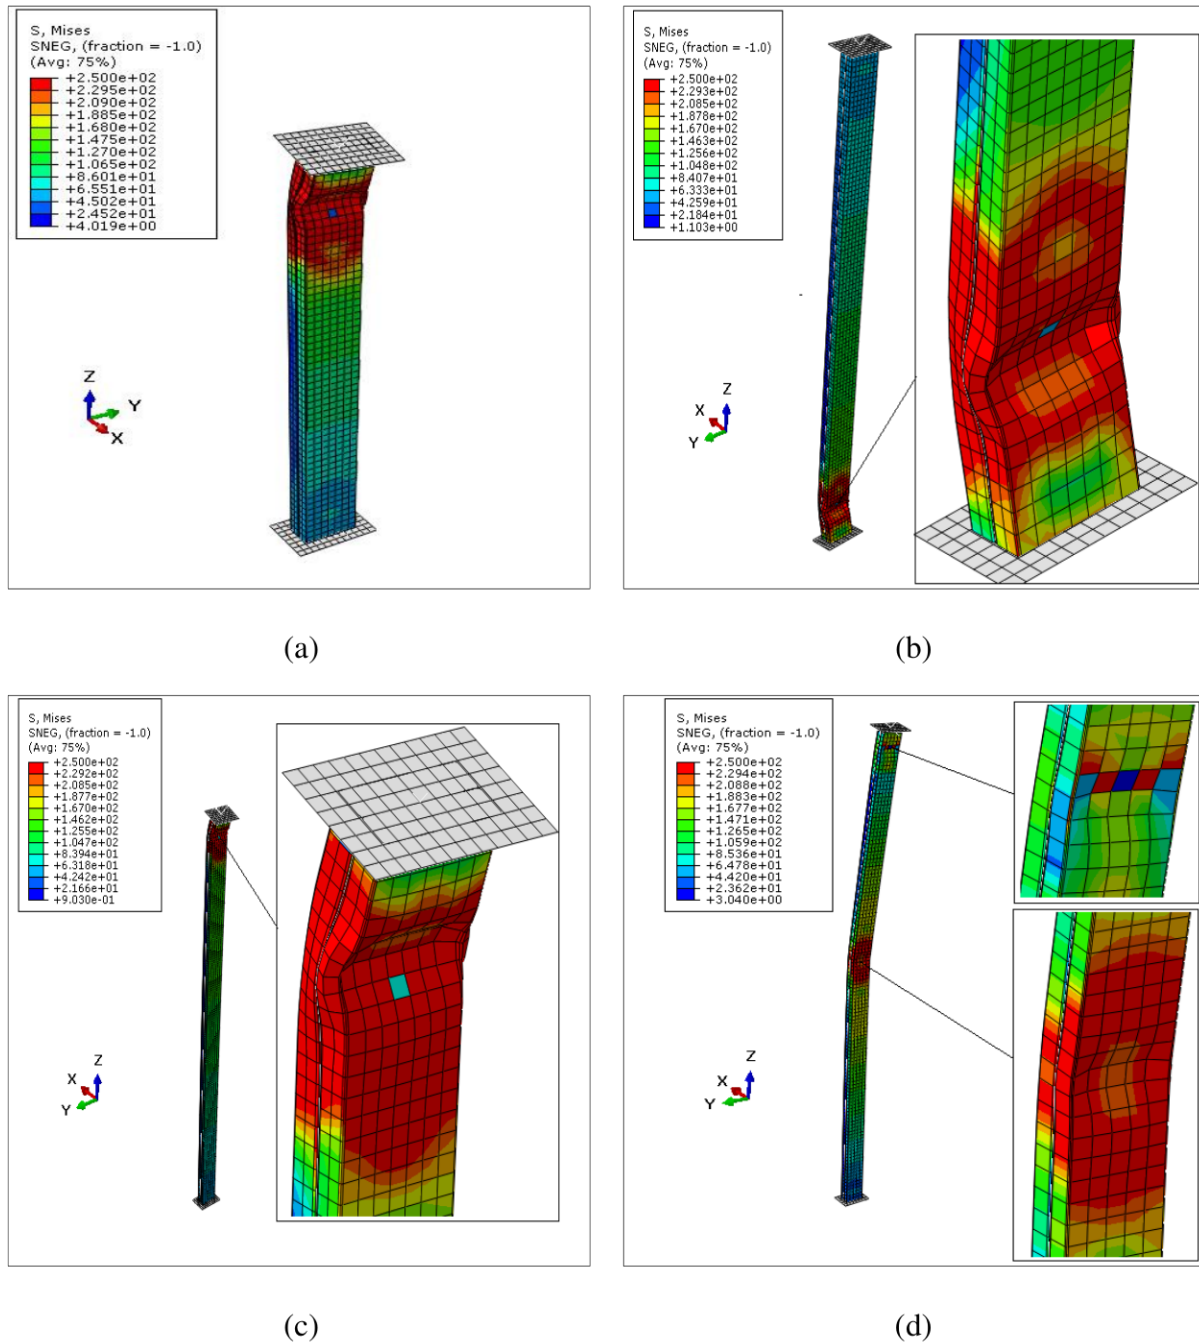 S, Mises
SNEG, (fraction = -1.0)
(Avg: 75%)
+2.500e+02
+2.295e+02
+2.090e+02
+1.885e+02
+1.680e+02
+1.475e+02
+1.270e+02
+1.065e+02
+8.601e+01
+6.551e+01
+4.502e+01
+2.452e+01
+4.019e+00
Z
Y
X
(a)
S, Mises
SNEG, (fraction = -1.0)
(Avg: 75%)
+2.500e+02
+2.293e+02
+2.085e+02
+1.878e+02
+1.670e+02
+1.463e+02
+1.256e+02
+1.048e+02
+8.407e+01
+6.333e+01
+4.259e+01
+2.184e+01
+1.103e+00
X
Z
Y
(b)
S, Mises
SNEG, (fraction = -1.0)
(Avg: 75%)
+2.500e+02
+2.292e+02
+2.085e+02
+1.877e+02
+1.670e+02
+1.462e+02
+1.255e+02
+1.047e+02
+8.394e+01
+6.318e+01
+4.242e+01
+2.166e+01
+9.030e-01
X
Z
Y
(c)
S, Mises
SNEG, (fraction = -1.0)
(Avg: 75%)
+2.500e+02
+2.294e+02
+2.088e+02
+1.883e+02
+1.677e+02
+1.471e+02
+1.265e+02
+1.059e+02
+8.536e+01
+6.478e+01
+4.420e+01
+2.362e+01
+3.040e+00
X
Z
Y
(d)